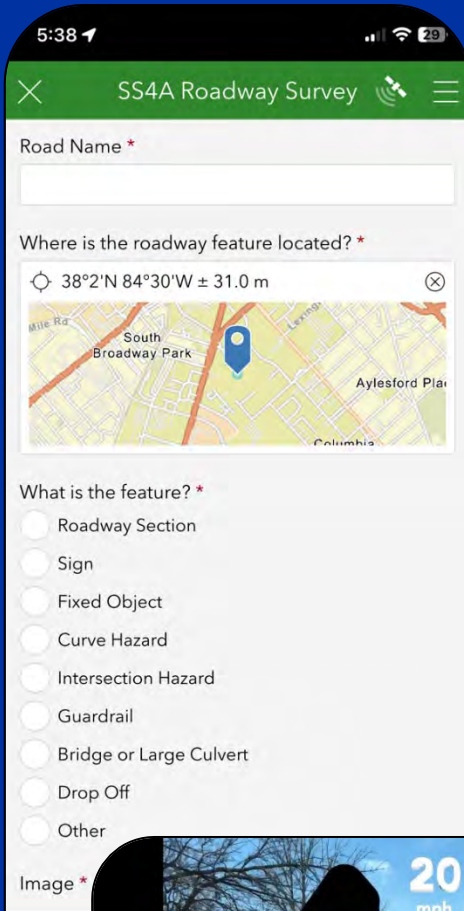 5:38
29
SS4A Roadway Survey
Road Name *
Where is the roadway feature located? *
38°2'N 84°30'W ± 31.0 m
Mile Rd
South
Broadway Park
Lexing
Aylesford Pla
Columbia
What is the feature? *
Roadway Section
Sign
Fixed Object
Curve Hazard
Intersection Hazard
Guardrail
Bridge or Large Culvert
Drop Off
Other
Image *
20
mph